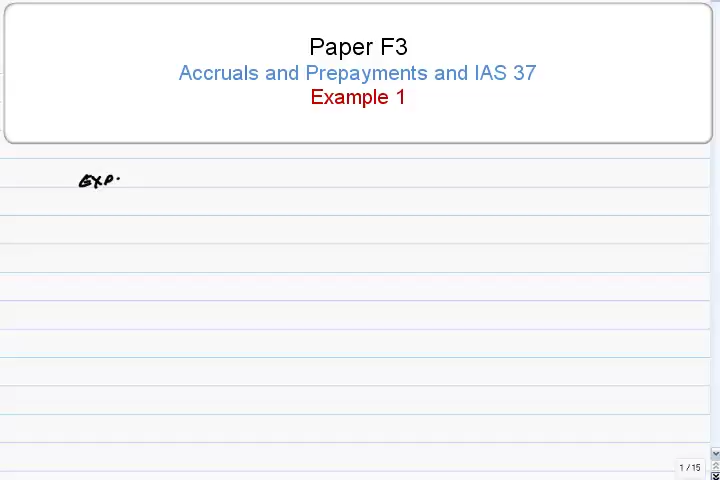 Paper F3
Accruals and Prepayments and IAS 37
Example 1
EXP.
1 / 15